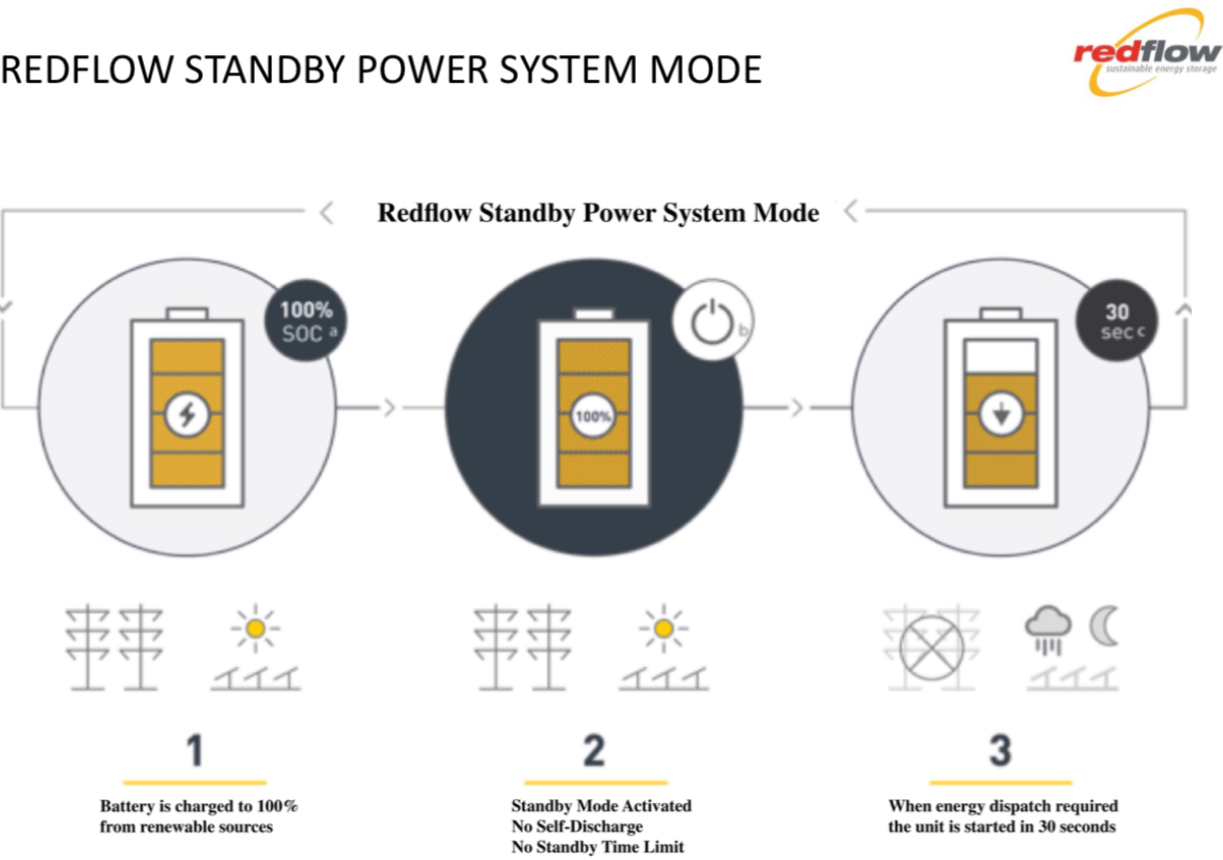 REDFLOW STANDBY POWER SYSTEM MODE
redflow
sustainable energy storage
Redflow Standby Power System Mode
100%
SOC a
100%
b
30
sec c
1
Battery is charged to 100%
from renewable sources
2
Standby Mode Activated
No Self-Discharge
No Standby Time Limit
3
When energy dispatch required
the unit is started in 30 seconds